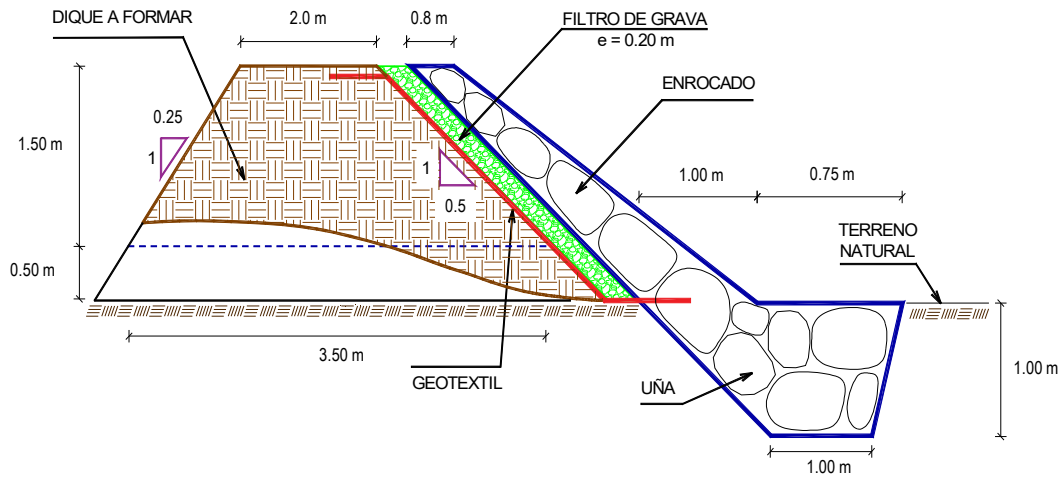 DIQUE A FORMAR
2.0 m
0.8 m
FILTRO DE GRAVA
e = 0.20 m
ENROCADO
0.25
1
1.50 m
1
0.5
1.00 m
0.75 m
TERRENO
NATURAL
0.50 m
3.50 m
GEOTEXTIL
UÑA
1.00 m
1.00 m